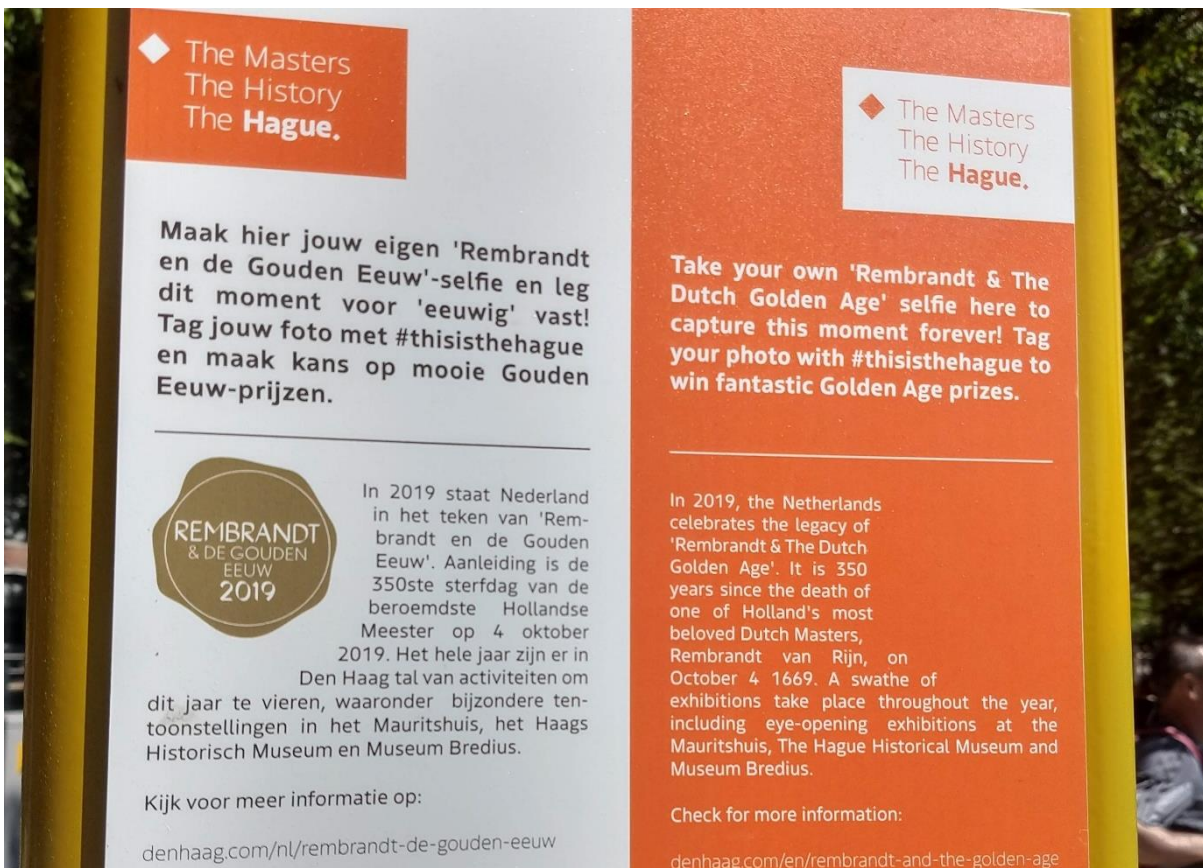 The Masters
The History
The Hague.
Maak hier jouw eigen 'Rembrandt
en de Gouden Eeuw'-selfie en leg
dit moment voor 'eeuwig' vast!
Tag jouw foto met #thisisthehague
en maak kans op mooie Gouden
Eeuw-prijzen.
REMBRANDT
& DE GOUDEN
EEUW
2019
In 2019 staat Nederland
in het teken van 'Rem-
brandt en de Gouden
Eeuw'. Aanleiding is de
350ste sterfdag van de
beroemdste Hollandse
Meester op 4 oktober
2019. Het hele jaar zijn er in
Den Haag tal van activiteiten om
dit jaar te vieren, waaronder bijzondere ten-
toonstellingen in het Mauritshuis, het Haags
Historisch Museum en Museum Bredius.
Kijk voor meer informatie op:
denhaag.com/nl/rembrandt-de-gouden-eeuw
The Masters
The History
The Hague.
Take your own 'Rembrandt & The
Dutch Golden Age' selfie here to
capture this moment forever! Tag
your photo with #thisisthehague to
win fantastic Golden Age prizes.
In 2019, the Netherlands
celebrates the legacy of
'Rembrandt & The Dutch
Golden Age'. It is 350
years since the death of
one of Holland's most
beloved Dutch Masters,
Rembrandt van Rijn, on
October 4 1669. A swathe of
exhibitions take place throughout the year,
including eye-opening exhibitions at the
Mauritshuis, The Hague Historical Museum and
Museum Bredius.
Check for more information:
denhaag.com/en/rembrandt-and-the-golden-age